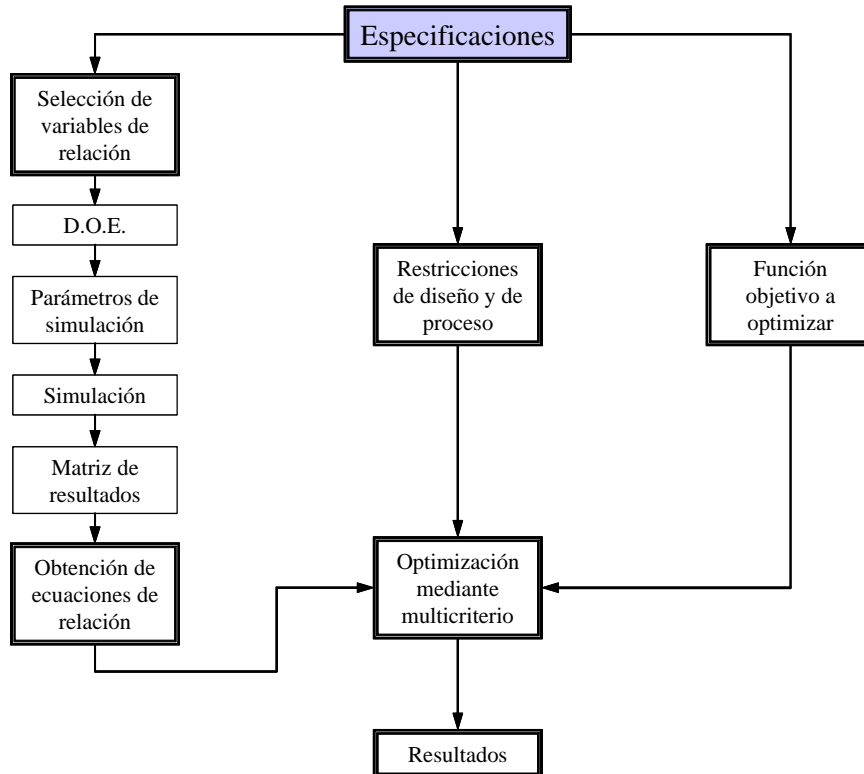 Especificaciones
Selección de
variables de
relación
D.O.E.
Parámetros de
simulación
Simulación
Matriz de
resultados
Obtención de
ecuaciones de
relación
Restricciones
de diseño y de
proceso
Función
objetivo a
optimizar
Optimización
mediante
multicriterio
Resultados